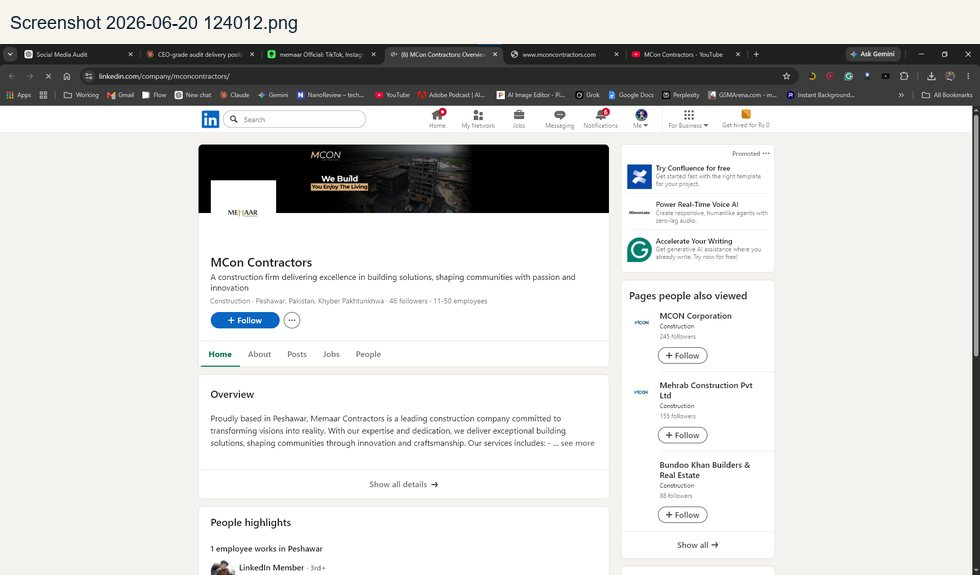 Screenshot 2026-06-20 124012.png
Social Media Audit
CEO-grade audit delivery posit
memaar Official: TikTok, Instag
(6) MCon Contractors: Overview
www.mconcontractors.com
MCon Contractors - YouTube
Ask Gemini
linkedin.com/company/mconcontractors/
Apps
Working
Gmail
Flow
New chat
Claude
Gemini
NanoReview – tech...
YouTube
Adobe Podcast | AI...
AI Image Editor - Pi...
Grok
Google Docs
Perplexity
GSMArena.com - m...
Instant Background...
All Bookmarks
in
Search
Home
My Network
Jobs
Messaging
Notifications
Me
For Business
Get hired for Rs 0
MCON
We Build
You Enjoy The Living
MEMAAR
MCon Contractors
A construction firm delivering excellence in building solutions, shaping communities with passion and
innovation
Construction · Peshawar, Pakistan, Khyber Pakhtunkhwa · 46 followers · 11-50 employees
+ Follow
Home About Posts Jobs People
Overview
Proudly based in Peshawar, Memaar Contractors is a leading construction company committed to
transforming visions into reality. With our expertise and dedication, we deliver exceptional building
solutions, shaping communities through innovation and craftsmanship. Our services includes: - ... see more
Show all details →
People highlights
1 employee works in Peshawar
LinkedIn Member · 3rd+
Promoted
Try Confluence for free
Get started fast with the right template
for your project.
Power Real-Time Voice AI
Create responsive, humanlike agents with
zero-lag audio.
Accelerate Your Writing
Get generative AI assistance where you
already write. Try now for free!
Pages people also viewed
MCON
MCON Corporation
Construction
245 followers
+ Follow
MCON
Mehrab Construction Pvt
Ltd
Construction
155 followers
+ Follow
Bundoo Khan Builders &
Real Estate
Construction
88 followers
+ Follow
Show all →